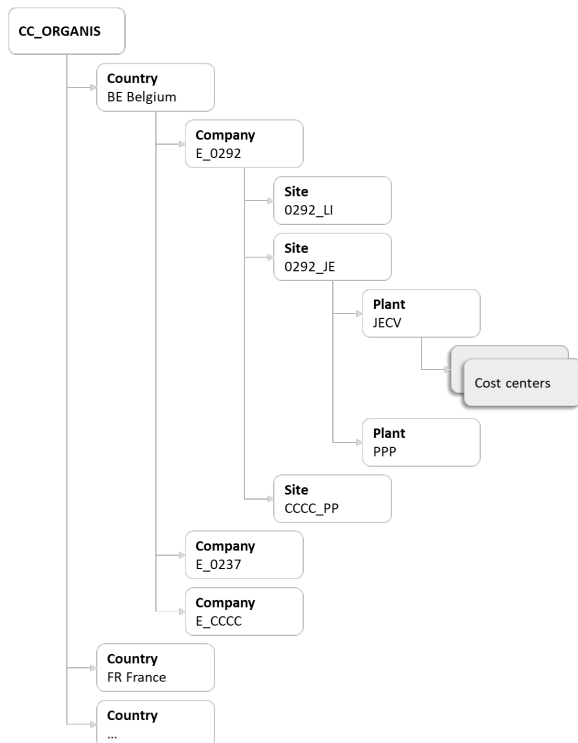 CC_ORGANIS
Country
BE Belgium
Company
E_0292
Site
0292_LI
Site
0292_JE
Plant
JECV
Cost centers
Plant
PPP
Site
CCCC_PP
Company
E_0237
Company
E_CCCC
Country
FR France
Country
...